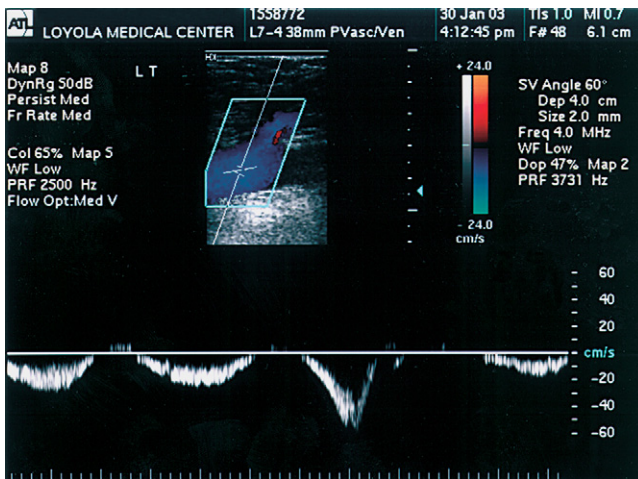 ATL
LOYOLA MEDICAL CENTER
1558772
L7-4 38mm PVasc/Ven
30 Jan 03
4:12:45 pm
TIs 1.0 MI 0.7
F# 48 6.1 cm
Map 8
DynRg 50dB
Persist Med
Fr Rate Med
Col 65% Map 5
WF Low
PRF 2500 Hz
Flow Opt:Med V
L T
+ 24.0
- 24.0
cm/s
SV Angle 60°
Dep 4.0 cm
Size 2.0 mm
Freq 4.0 MHz
WF Low
Dop 47% Map 2
PRF 3731 Hz
60
40
20
cm/s
-20
-40
-60